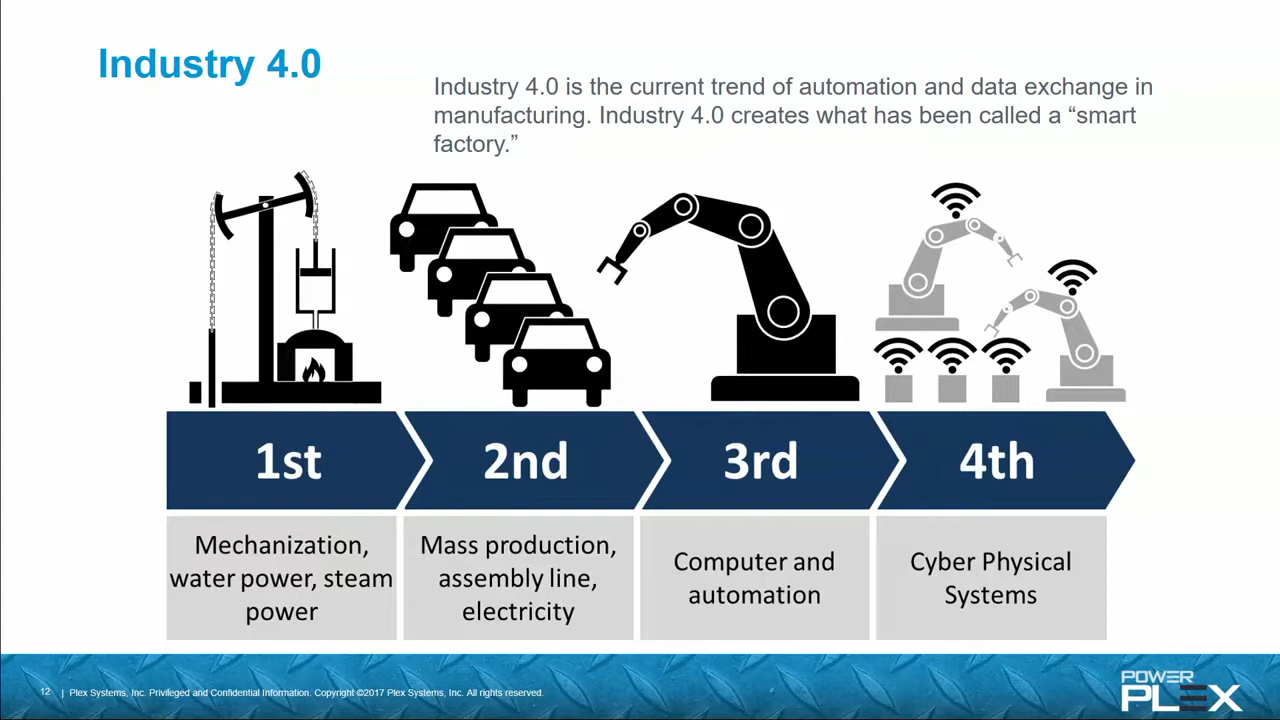 Industry 4.0
Industry 4.0 is the current trend of automation and data exchange in
manufacturing. Industry 4.0 creates what has been called a “smart
factory.”
1st
2nd
3rd
4th
Mechanization,
water power, steam
power
Mass production,
assembly line,
electricity
Computer and
automation
Cyber Physical
Systems
12 | Plex Systems, Inc. Privileged and Confidential Information. Copyright ©2017 Plex Systems, Inc. All rights reserved.
POWER
PLEX